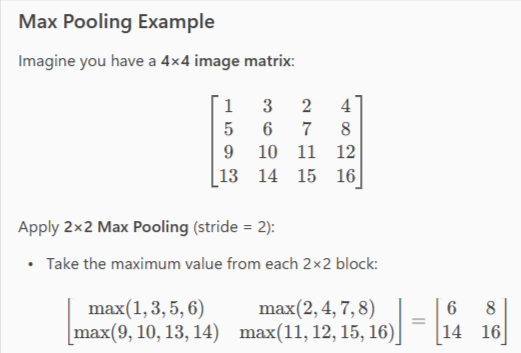 Max Pooling Example
Imagine you have a 4×4 image matrix:
1 3 2 4
5 6 7 8
9 10 11 12
13 14 15 16
Apply 2×2 Max Pooling (stride = 2):
• Take the maximum value from each 2×2 block:
[max(1, 3, 5, 6) max(2, 4, 7, 8)] = [6 8]
[max(9, 10, 13, 14) max(11, 12, 15, 16)] = [14 16]